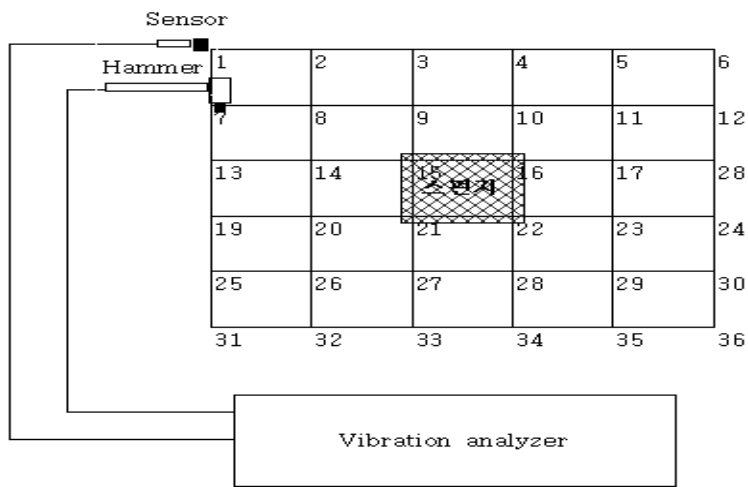 Sensor
Hammer
1 2 3 4 5 6
7 8 9 10 11 12
13 14 15 16 17 28
19 20 21 22 23 24
25 26 27 28 29 30
31 32 33 34 35 36
Vibration analyzer